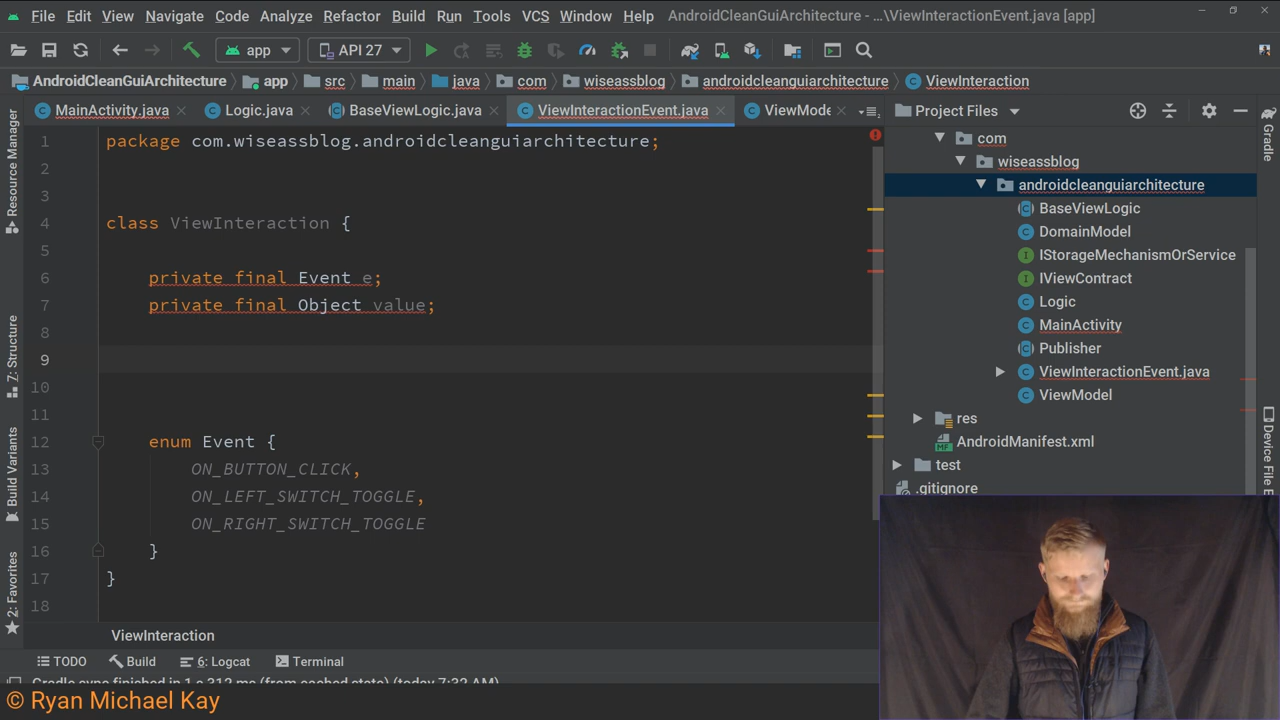 File Edit View Navigate Code Analyze Refactor Build Run Tools VCS Window Help AndroidCleanGuiArchitecture - ...\ViewInteractionEvent.java [app]
app API 27
AndroidCleanGuiArchitecture app src main java com wiseassblog androidcleanguiarchitecture ViewInteraction
MainActivity.java Logic.java BaseViewLogic.java ViewInteractionEvent.java ViewMode
Project Files
Resource Manager
7: Structure
Build Variants
2: Favorites
1 package com.wiseassblog.androidcleanguiarchitecture;
2
3
4 class ViewInteraction {
5
6 private final Event e;
7 private final Object value;
8
9
10
11
12 enum Event {
13 ON_BUTTON_CLICK,
14 ON_LEFT_SWITCH_TOGGLE,
15 ON_RIGHT_SWITCH_TOGGLE
16 }
17 }
18
ViewInteraction
com
wiseassblog
androidcleanguiarchitecture
BaseViewLogic
DomainModel
IStorageMechanismOrService
IViewContract
Logic
MainActivity
Publisher
ViewInteractionEvent.java
ViewModel
res
AndroidManifest.xml
test
.gitignore
Gradle
Device File E
TODO Build 6: Logcat Terminal
Gradle sync finished in 1 s 312 ms (from cached state) (today 7:32 AM)
© Ryan Michael Kay